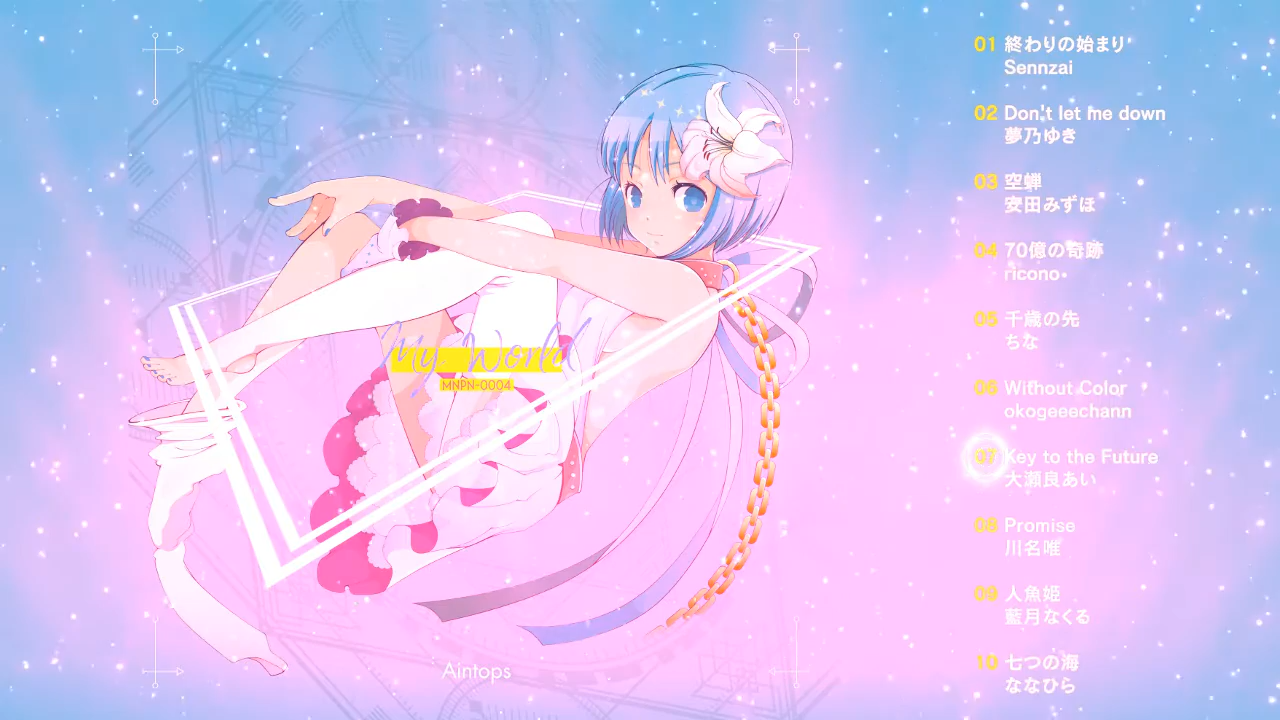 My World
MNPN-0004
Aintops
01 終わりの始まり
Sennzai
02 Don't let me down
夢乃ゆき
03 空蝉
安田みずほ
04 70億の奇跡
ricono
05 千歳の先
ちな
06 Without Color
okogeeechann
07 Key to the Future
大瀬良あい
08 Promise
川名唯
09 人魚姫
藍月なくる
10 七つの海
ななひら